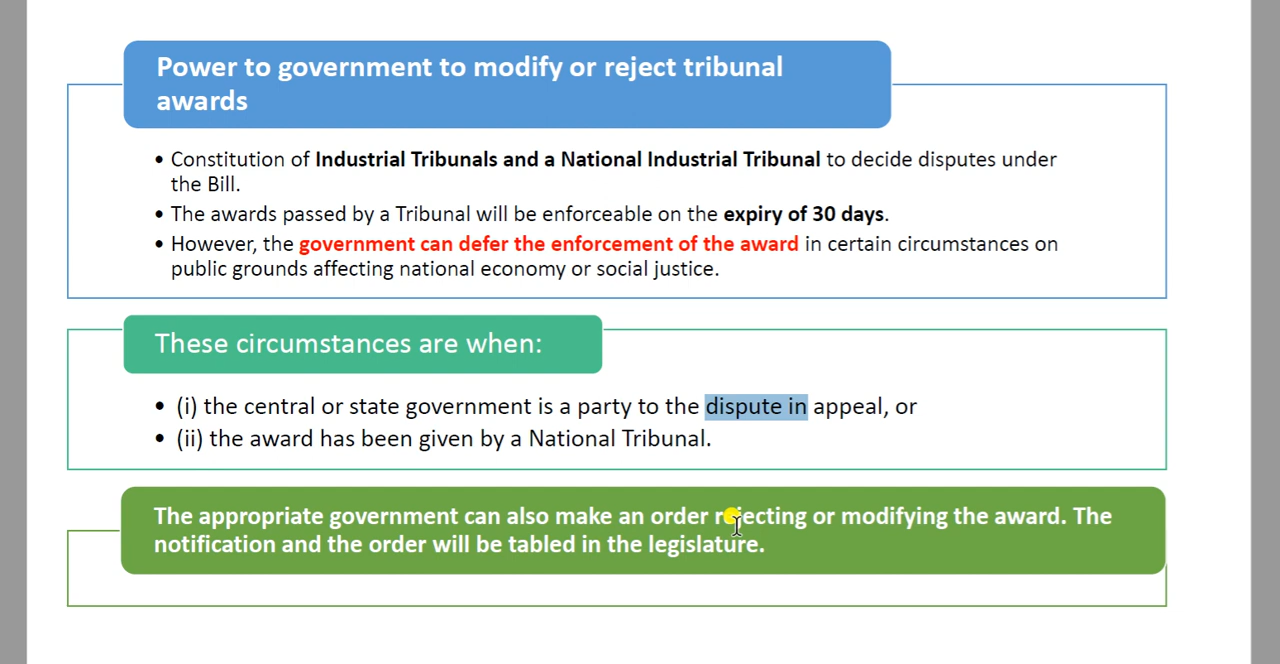 Power to government to modify or reject tribunal
awards
• Constitution of Industrial Tribunals and a National Industrial Tribunal to decide disputes under
the Bill.
• The awards passed by a Tribunal will be enforceable on the expiry of 30 days.
• However, the government can defer the enforcement of the award in certain circumstances on
public grounds affecting national economy or social justice.
These circumstances are when:
• (i) the central or state government is a party to the dispute in appeal, or
• (ii) the award has been given by a National Tribunal.
The appropriate government can also make an order rejecting or modifying the award. The
notification and the order will be tabled in the legislature.